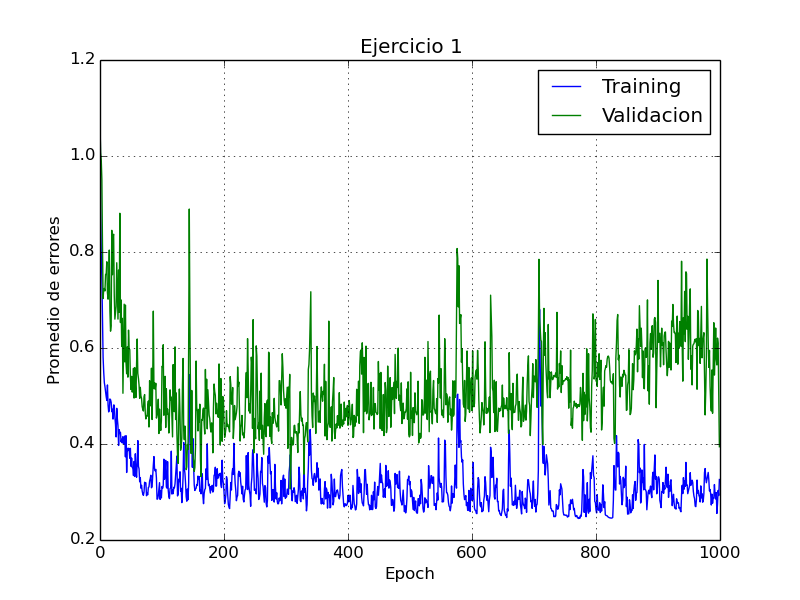 Ejercicio 1
Training
Validacion
Promedio de errores
1.2
1.0
0.8
0.6
0.4
0.2
0 200 400 600 800 1000
Epoch